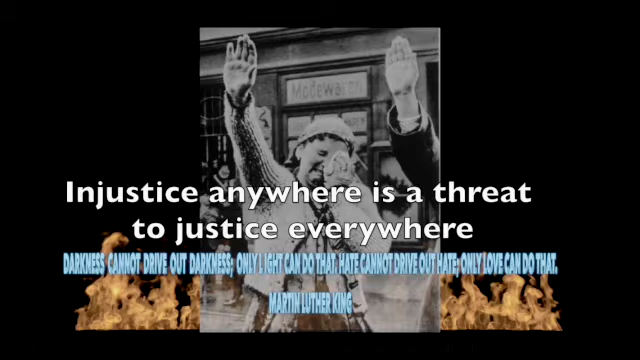 Modewaren
Injustice anywhere is a threat
to justice everywhere
DARKNESS CANNOT DRIVE OUT DARKNESS; ONLY LIGHT CAN DO THAT. HATE CANNOT DRIVE OUT HATE; ONLY LOVE CAN DO THAT.
MARTIN LUTHER KING